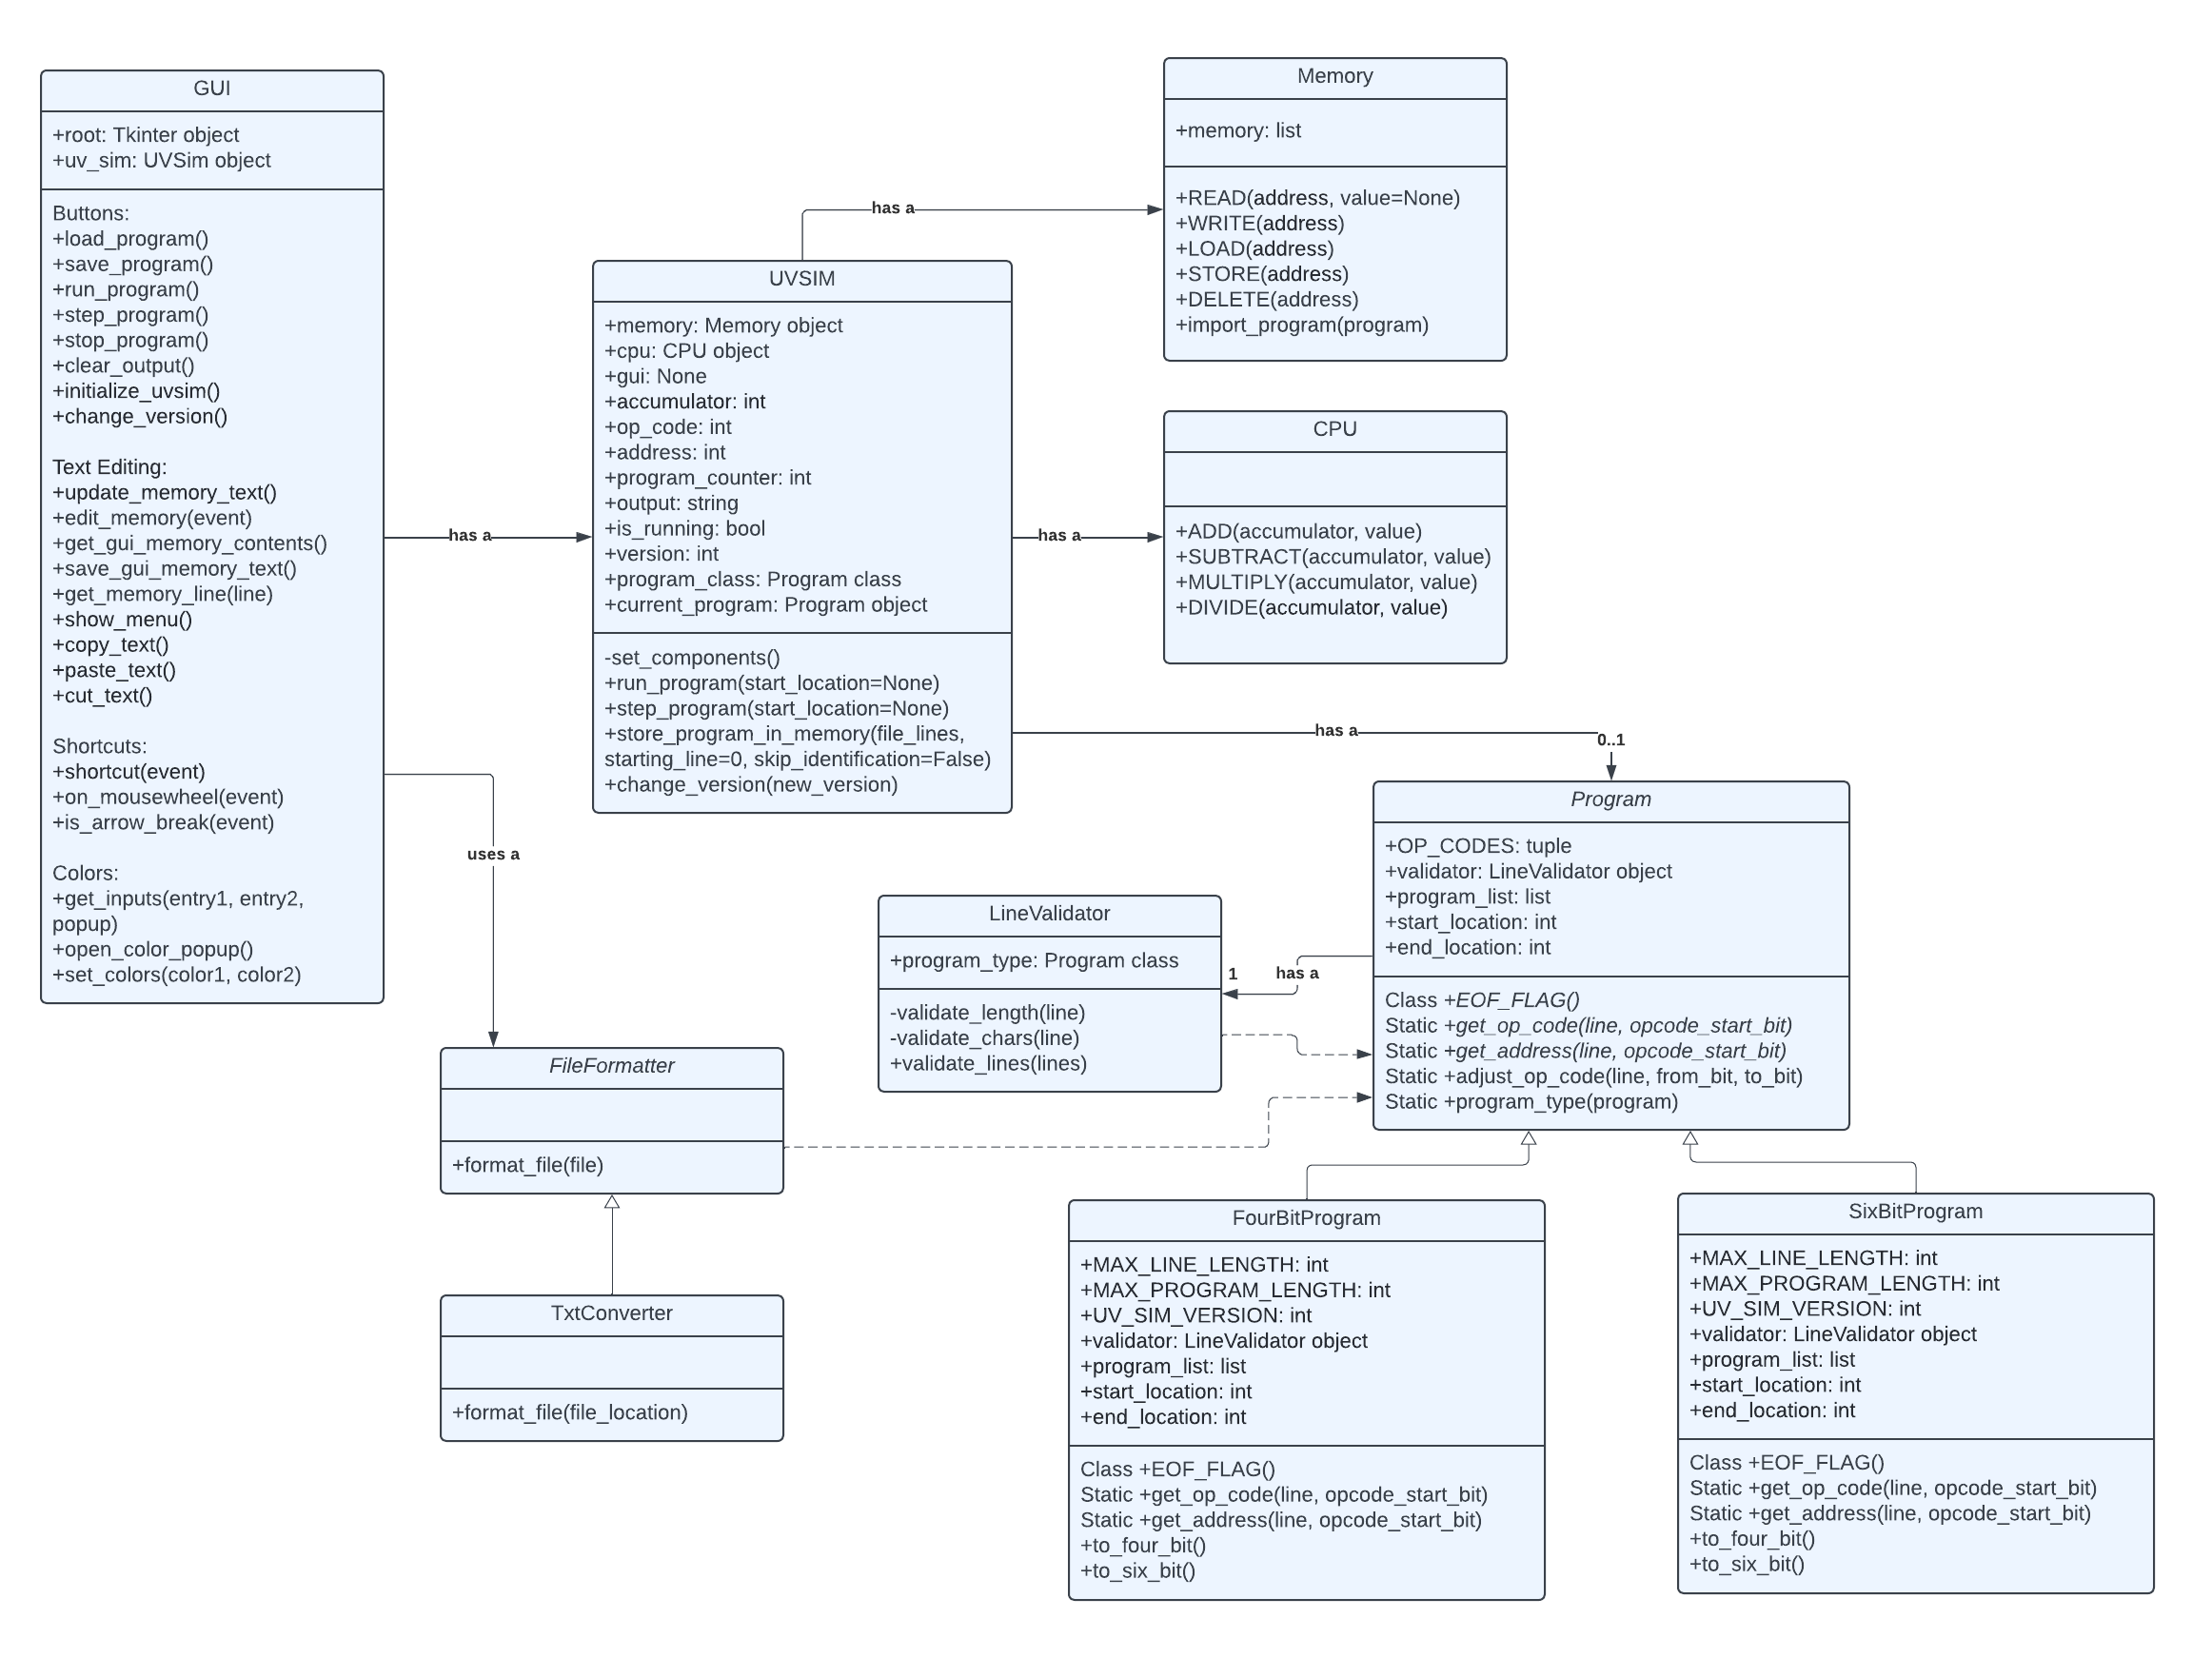 GUI
+root: Tkinter object
+uv_sim: UVSim object
Buttons:
+load_program()
+save_program()
+run_program()
+step_program()
+stop_program()
+clear_output()
+initialize_uvsim()
+change_version()
Text Editing:
+update_memory_text()
+edit_memory(event)
+get_gui_memory_contents()
+save_gui_memory_text()
+get_memory_line(line)
+show_menu()
+copy_text()
+paste_text()
+cut_text()
Shortcuts:
+shortcut(event)
+on_mousewheel(event)
+is_arrow_break(event)
Colors:
+get_inputs(entry1, entry2,
popup)
+open_color_popup()
+set_colors(color1, color2)
has a
uses a
UVSIM
+memory: Memory object
+cpu: CPU object
+gui: None
+accumulator: int
+op_code: int
+address: int
+program_counter: int
+output: string
+is_running: bool
+version: int
+program_class: Program class
+current_program: Program object
-set_components()
+run_program(start_location=None)
+step_program(start_location=None)
+store_program_in_memory(file_lines,
starting_line=0, skip_identification=False)
+change_version(new_version)
has a
has a
has a
0..1
Memory
+memory: list
+READ(address, value=None)
+WRITE(address)
+LOAD(address)
+STORE(address)
+DELETE(address)
+import_program(program)
CPU
+ADD(accumulator, value)
+SUBTRACT(accumulator, value)
+MULTIPLY(accumulator, value)
+DIVIDE(accumulator, value)
Program
+OP_CODES: tuple
+validator: LineValidator object
+program_list: list
+start_location: int
+end_location: int
Class +EOF_FLAG()
Static +get_op_code(line, opcode_start_bit)
Static +get_address(line, opcode_start_bit)
Static +adjust_op_code(line, from_bit, to_bit)
Static +program_type(program)
LineValidator
+program_type: Program class
-validate_length(line)
-validate_chars(line)
+validate_lines(lines)
1
has a
FileFormatter
+format_file(file)
TxtConverter
+format_file(file_location)
FourBitProgram
+MAX_LINE_LENGTH: int
+MAX_PROGRAM_LENGTH: int
+UV_SIM_VERSION: int
+validator: LineValidator object
+program_list: list
+start_location: int
+end_location: int
Class +EOF_FLAG()
Static +get_op_code(line, opcode_start_bit)
Static +get_address(line, opcode_start_bit)
+to_four_bit()
+to_six_bit()
SixBitProgram
+MAX_LINE_LENGTH: int
+MAX_PROGRAM_LENGTH: int
+UV_SIM_VERSION: int
+validator: LineValidator object
+program_list: list
+start_location: int
+end_location: int
Class +EOF_FLAG()
Static +get_op_code(line, opcode_start_bit)
Static +get_address(line, opcode_start_bit)
+to_four_bit()
+to_six_bit()